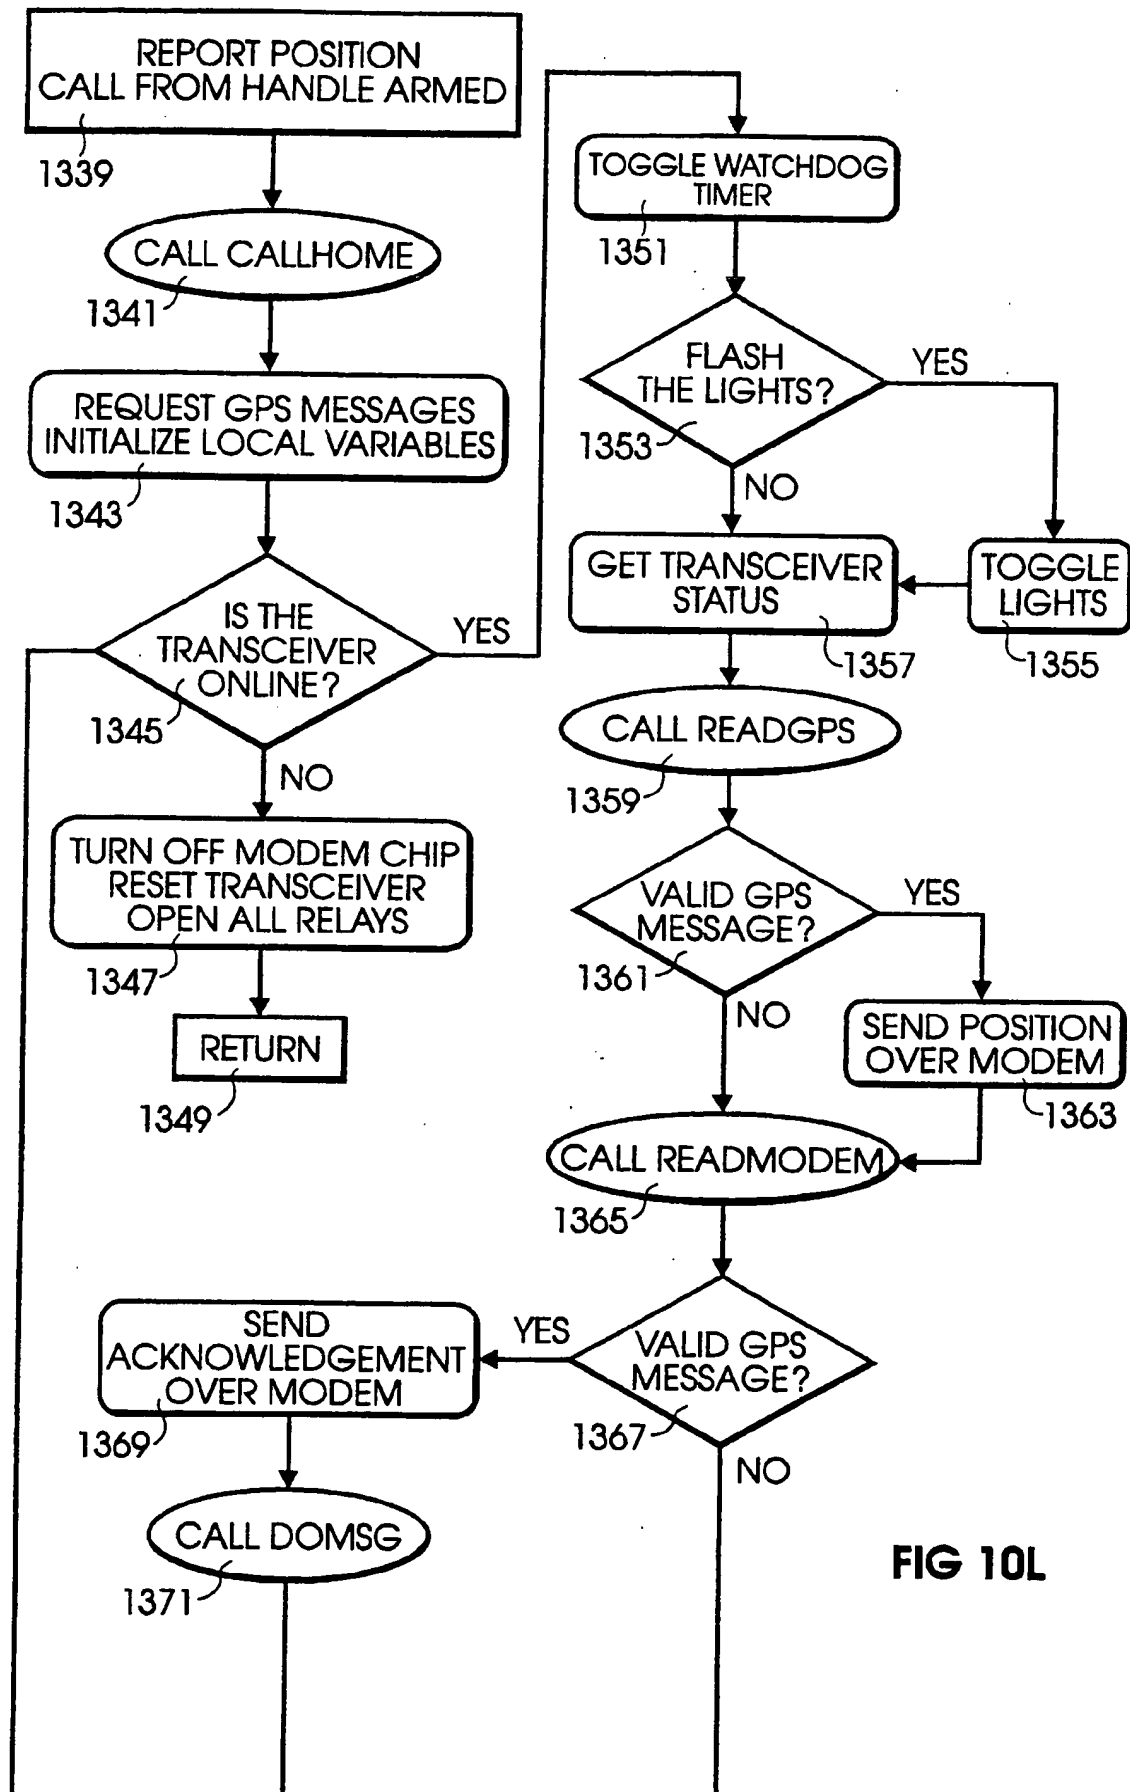 REPORT POSITION
CALL FROM HANDLE ARMED
1339
CALL CALLHOME
1341
REQUEST GPS MESSAGES
INITIALIZE LOCAL VARIABLES
1343
IS THE
TRANSCEIVER
ONLINE?
1345
YES
NO
TURN OFF MODEM CHIP
RESET TRANSCEIVER
OPEN ALL RELAYS
1347
RETURN
1349
TOGGLE WATCHDOG
TIMER
1351
FLASH
THE LIGHTS?
1353
YES
NO
TOGGLE
LIGHTS
1355
GET TRANSCEIVER
STATUS
1357
CALL READGPS
1359
VALID GPS
MESSAGE?
1361
YES
NO
SEND POSITION
OVER MODEM
1363
CALL READMODEM
1365
VALID GPS
MESSAGE?
1367
YES
NO
SEND
ACKNOWLEDGEMENT
OVER MODEM
1369
CALL DOMSG
1371
FIG 10L